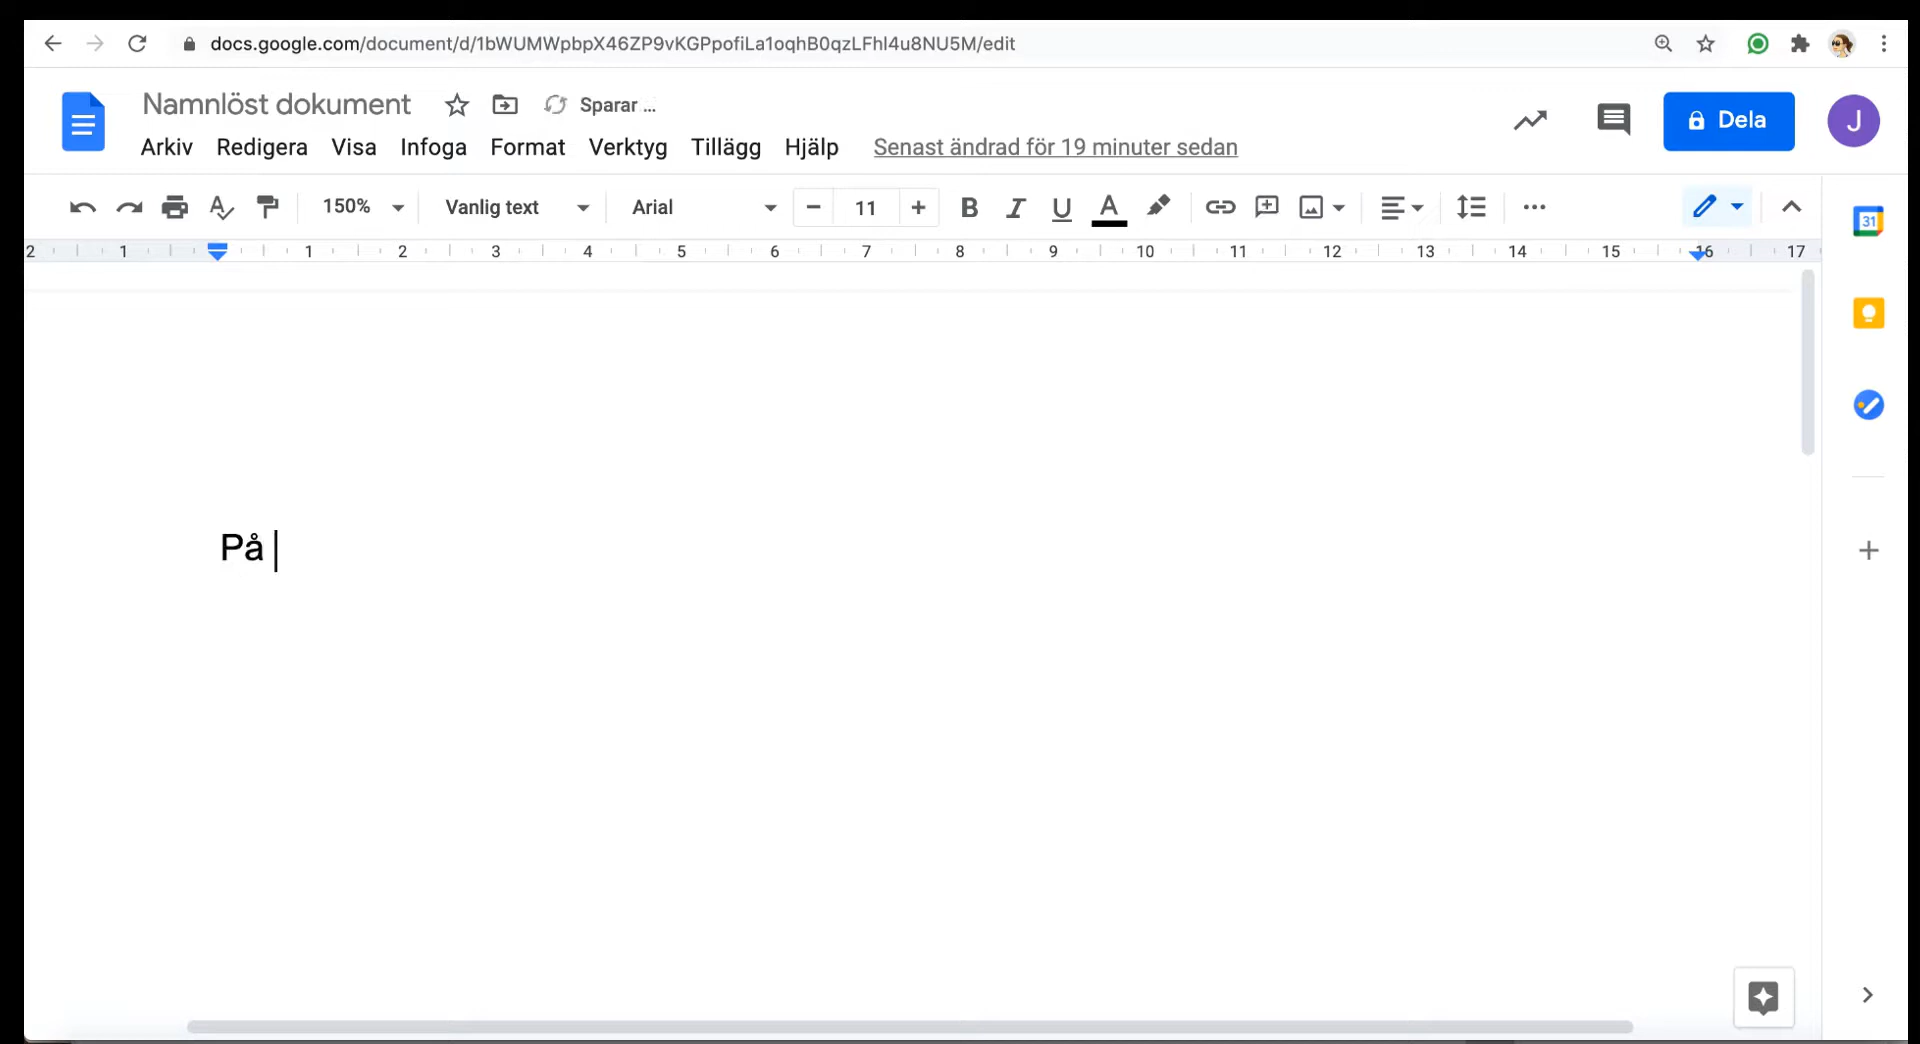 docs.google.com/document/d/1bWUMWpbpX46ZP9vKGPpofiLa1oqhB0qzLFhl4u8NU5M/edit
Namnlöst dokument Sparar ...
Arkiv Redigera Visa Infoga Format Verktyg Tillägg Hjälp Senast ändrad för 19 minuter sedan
Dela
J
150% Vanlig text Arial − 11 + B I U A
31
2 1 1 2 3 4 5 6 7 8 9 10 11 12 13 14 15 16 17
På